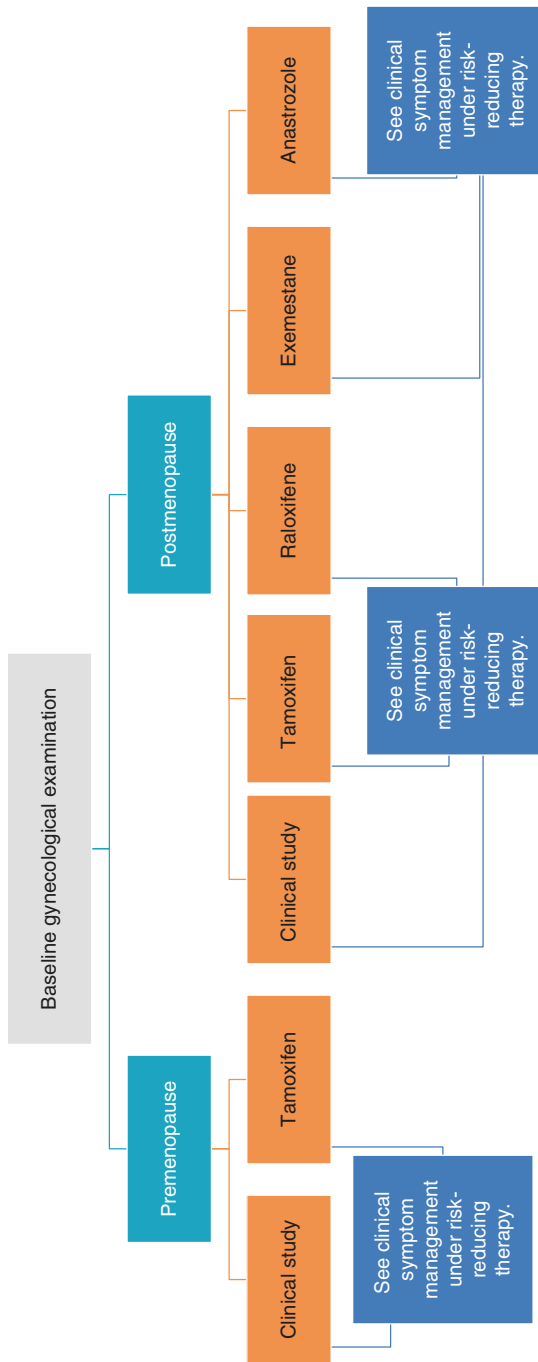 Baseline gynecological examination
Premenopause
Postmenopause
Clinical study
Tamoxifen
Clinical study
Tamoxifen
Raloxifene
Exemestane
Anastrozole
See clinical
symptom
management
under risk-
reducing
therapy.
See clinical
symptom
management
under risk-
reducing
therapy.
See clinical
symptom
management
under risk-
reducing
therapy.